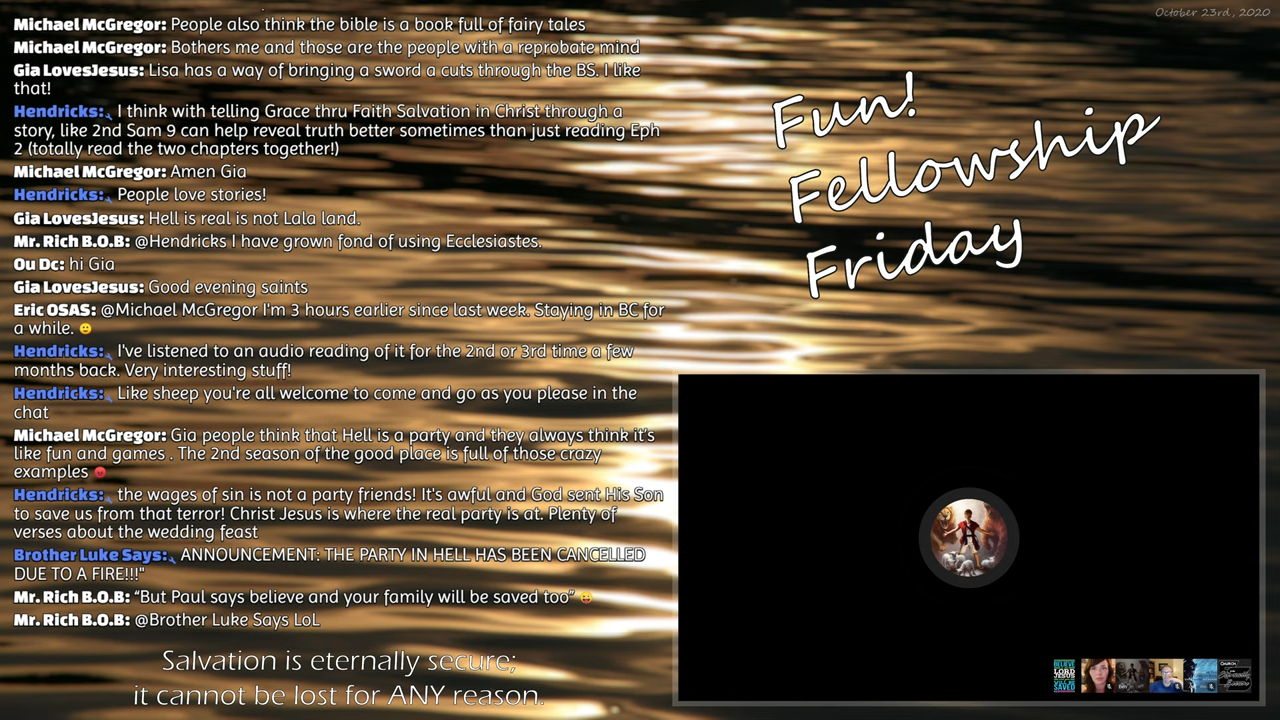 October 23rd, 2020
Michael McGregor: People also think the bible is a book full of fairy tales
Michael McGregor: Bothers me and those are the people with a reprobate mind
Gia LovesJesus: Lisa has a way of bringing a sword a cuts through the BS. I like
that!
Hendricks: I think with telling Grace thru Faith Salvation in Christ through a
story, like 2nd Sam 9 can help reveal truth better sometimes than just reading Eph
2 (totally read the two chapters together!)
Michael McGregor: Amen Gia
Hendricks: People love stories!
Gia LovesJesus: Hell is real is not Lala land.
Mr. Rich B.O.B: @Hendricks I have grown fond of using Ecclesiastes.
Ou Dc: hi Gia
Gia LovesJesus: Good evening saints
Eric OSAS: @Michael McGregor I'm 3 hours earlier since last week. Staying in BC for
a while. 🙂
Hendricks: I've listened to an audio reading of it for the 2nd or 3rd time a few
months back. Very interesting stuff!
Hendricks: Like sheep you're all welcome to come and go as you please in the
chat
Michael McGregor: Gia people think that Hell is a party and they always think it's
like fun and games . The 2nd season of the good place is full of those crazy
examples 😡
Hendricks: the wages of sin is not a party friends! It's awful and God sent His Son
to save us from that terror! Christ Jesus is where the real party is at. Plenty of
verses about the wedding feast
Brother Luke Says: ANNOUNCEMENT: THE PARTY IN HELL HAS BEEN CANCELLED
DUE TO A FIRE!!!"
Mr. Rich B.O.B: “But Paul says believe and your family will be saved too” 😜
Mr. Rich B.O.B: @Brother Luke Says LoL
Salvation is eternally secure;
it cannot be lost for ANY reason.
Fun!
Fellowship
Friday
BELIEVE
LORD
JESUS
SAVED
CHURCH